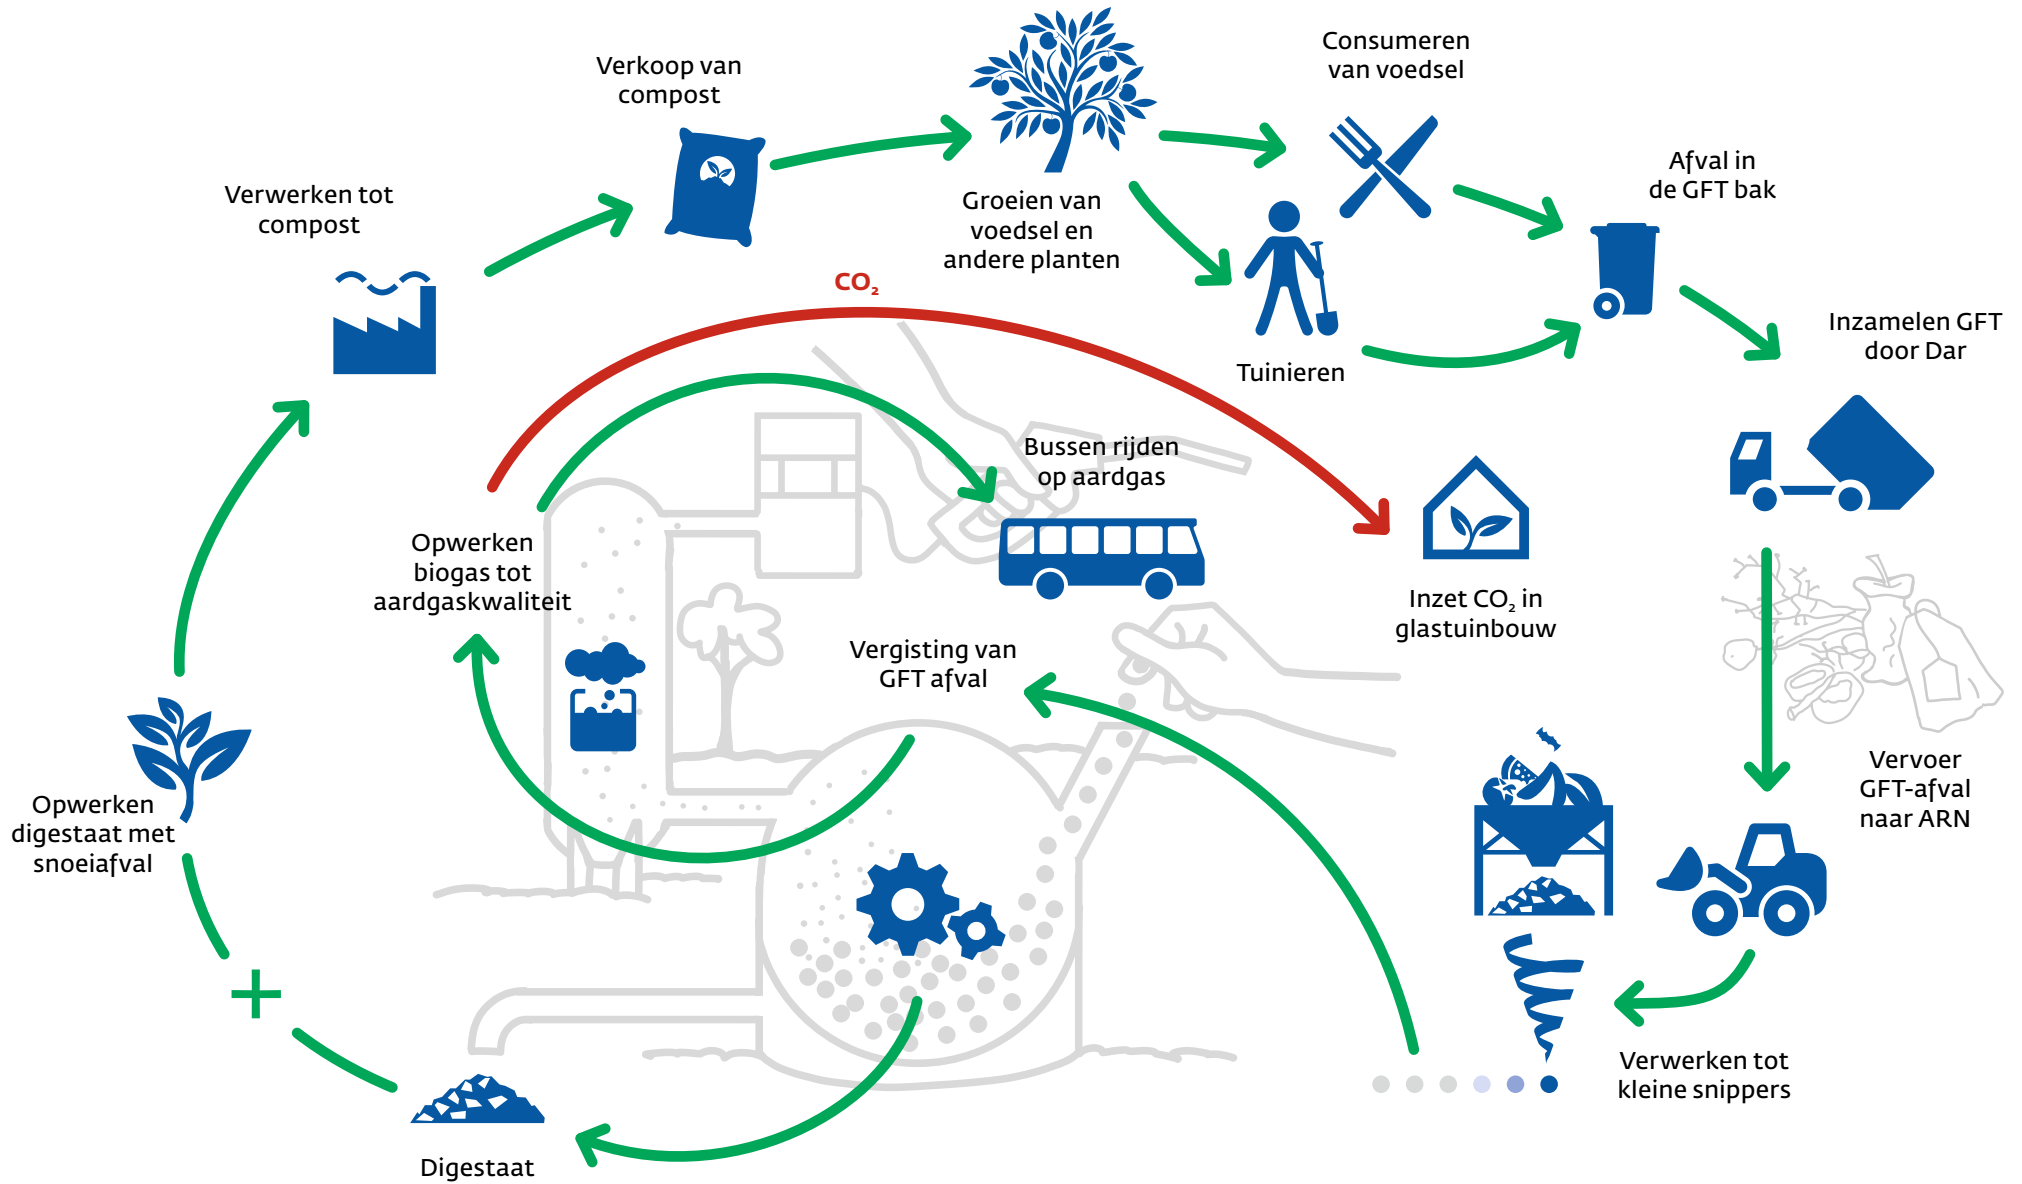 Verkoop van
compost
Consumeren
van voedsel
Afval in
de GFT bak
Verwerken tot
compost
Groeien van
voedsel en
andere planten
CO₂
Tuinieren
Inzamelen GFT
door Dar
Bussen rijden
op aardgas
Opwerken
biogas tot
aardgaskwaliteit
Inzet CO₂ in
glastuinbouw
Vergisting van
GFT afval
Vervoer
GFT-afval
naar ARN
Opwerken
digestaat met
snoeiafval
+
Verwerken tot
kleine snippers
Digestaat